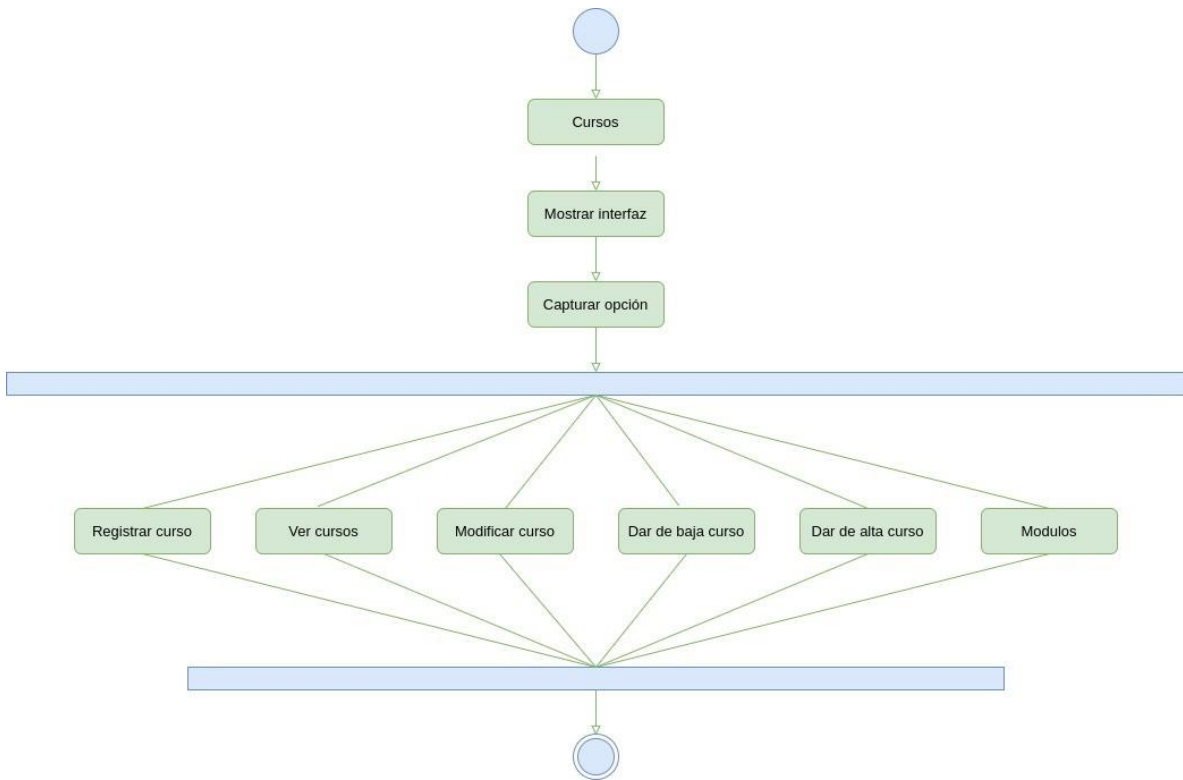 Cursos
Mostrar interfaz
Capturar opción
Registrar curso
Ver cursos
Modificar curso
Dar de baja curso
Dar de alta curso
Modulos